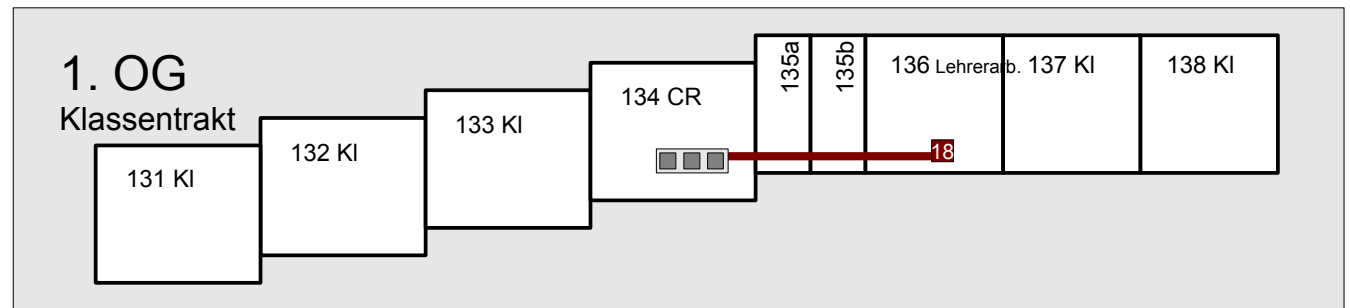 1. OG
Klassentrakt
131 Kl
132 Kl
133 Kl
134 CR
135a
135b
136 Lehrerarb.
137 Kl
138 Kl
18